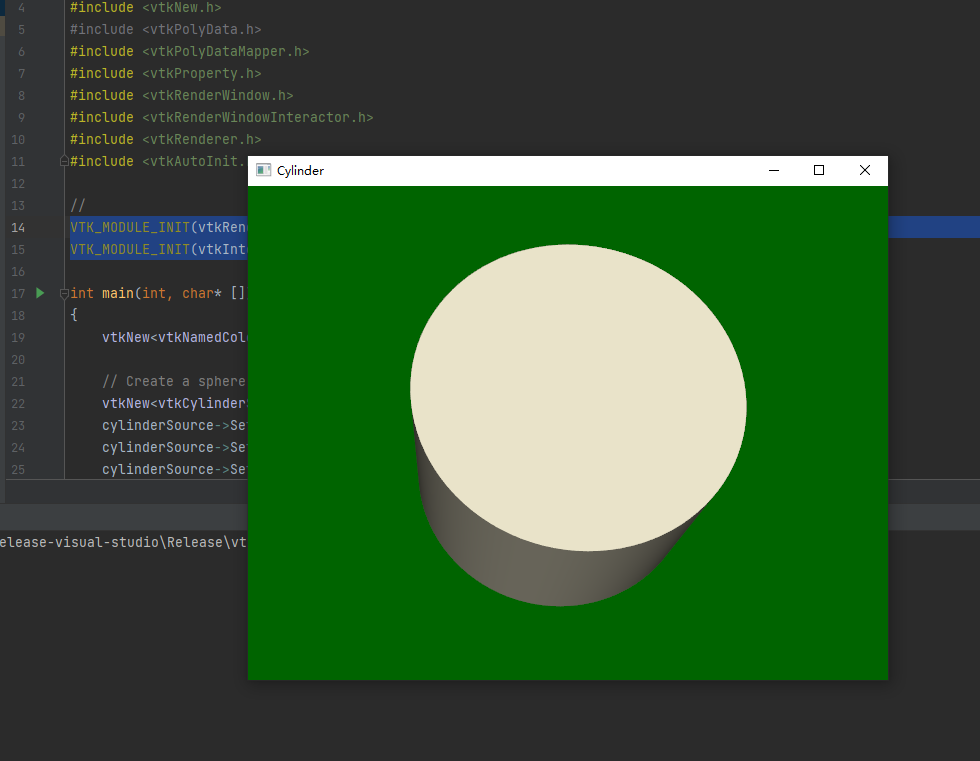 4 #include <vtkNew.h>
5 #include <vtkPolyData.h>
6 #include <vtkPolyDataMapper.h>
7 #include <vtkProperty.h>
8 #include <vtkRenderWindow.h>
9 #include <vtkRenderWindowInteractor.h>
10 #include <vtkRenderer.h>
11 #include <vtkAutoInit.
Cylinder
12
13 //
14 VTK_MODULE_INIT(vtkRen
15 VTK_MODULE_INIT(vtkInt
16
17 int main(int, char* []
18 {
19 vtkNew<vtkNamedCol
20
21 // Create a sphere
22 vtkNew<vtkCylinder
23 cylinderSource->Se
24 cylinderSource->Se
25 cylinderSource->Se
elease-visual-studio\Release\vt